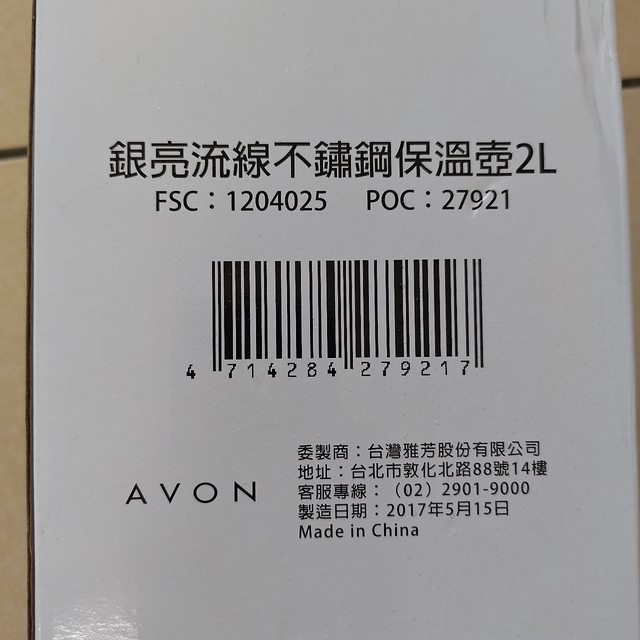 銀亮流線不鏽鋼保溫壺2L
FSC：1204025 POC：27921
4 714284 279217
AVON
委製商：台灣雅芳股份有限公司
地址：台北市敦化北路88號14樓
客服專線：（02）2901-9000
製造日期：2017年5月15日
Made in China